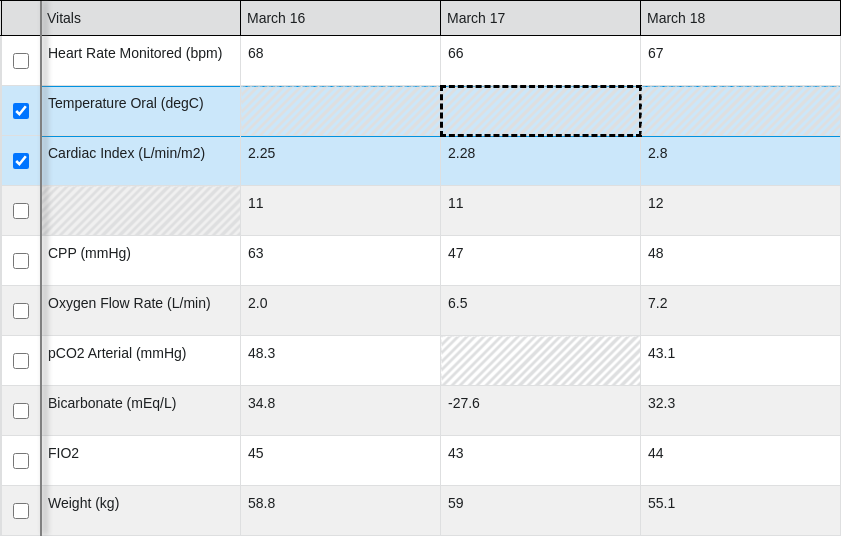 Vitals March 16 March 17 March 18
Heart Rate Monitored (bpm) 68 66 67
Temperature Oral (degC)
Cardiac Index (L/min/m2) 2.25 2.28 2.8
11 11 12
CPP (mmHg) 63 47 48
Oxygen Flow Rate (L/min) 2.0 6.5 7.2
pCO2 Arterial (mmHg) 48.3 43.1
Bicarbonate (mEq/L) 34.8 -27.6 32.3
FIO2 45 43 44
Weight (kg) 58.8 59 55.1